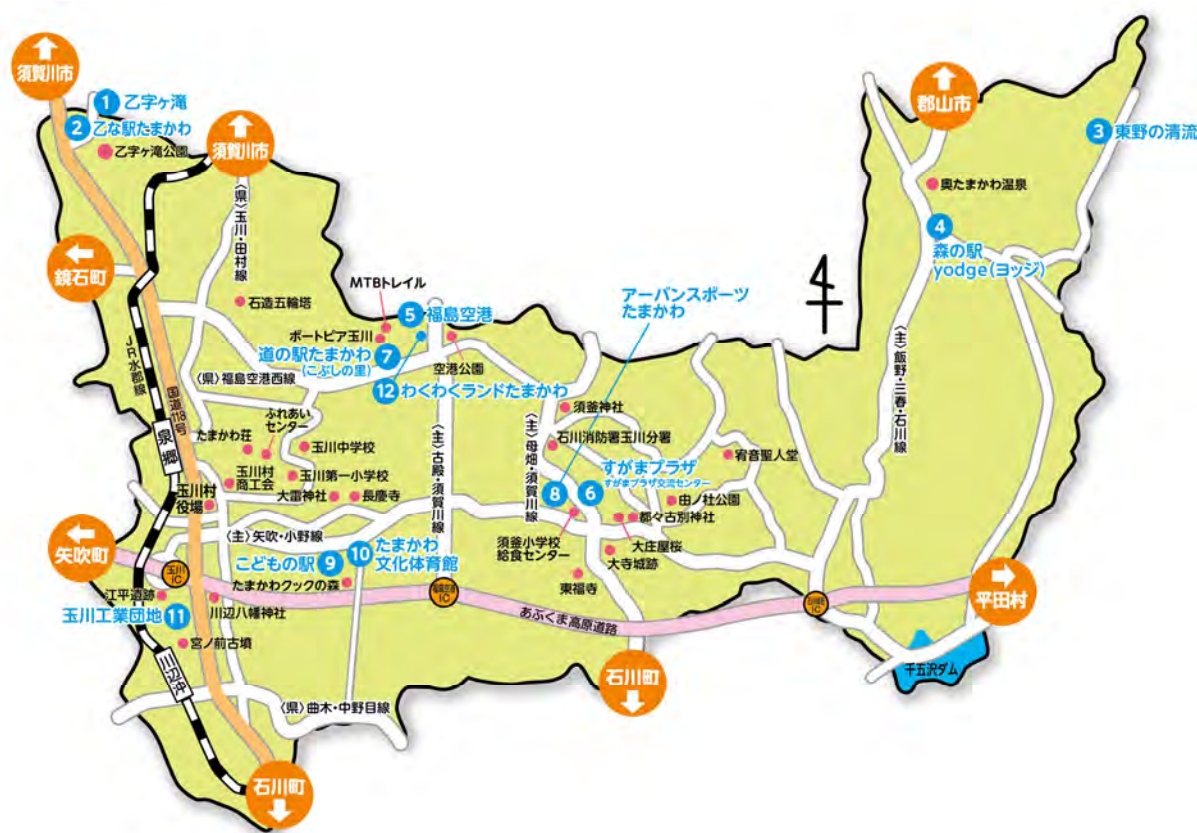 須賀川市
1 乙字ヶ滝
2 乙な駅たまかわ
乙字ヶ滝公園
須賀川市
郡山市
3 東野の清流
奥たまかわ温泉
4
森の駅
yodge(ヨッジ)
鏡石町
〈県〉玉川・田村線
石造五輪塔
MTBトレイル
ボートピア玉川
5 福島空港
道の駅たまかわ 7
(こぶしの里)
空港公園
12 わくわくランドたまかわ
アーバンスポーツ
たまかわ
〈主〉飯野・三春・石川線
JR水郡線
国道118号
〈県〉福島空港西線
ふれあい
センター
たまかわ荘
玉川中学校
泉郷
玉川村
商工会
玉川第一小学校
玉川村
役場
大雷神社
長慶寺
〈主〉古殿・須賀川線
〈主〉母畑・須賀川線
須釜神社
石川消防署玉川分署
すがまプラザ
すがまプラザ交流センター
8 6
宥音聖人堂
由ノ杜公園
都々古別神社
須釜小学校
給食センター
大庄屋桜
大寺城跡
東福寺
矢吹町
〈主〉矢吹・小野線
玉川
IC
こどもの駅 9
10 たまかわ
文化体育館
たまかわクックの森
江平遺跡
川辺八幡神社
玉川工業団地 11
宮ノ前古墳
IC
あぶくま高原道路
IC
平田村
千五沢ダム
川辺沖
〈県〉曲木・中野目線
石川町
石川町